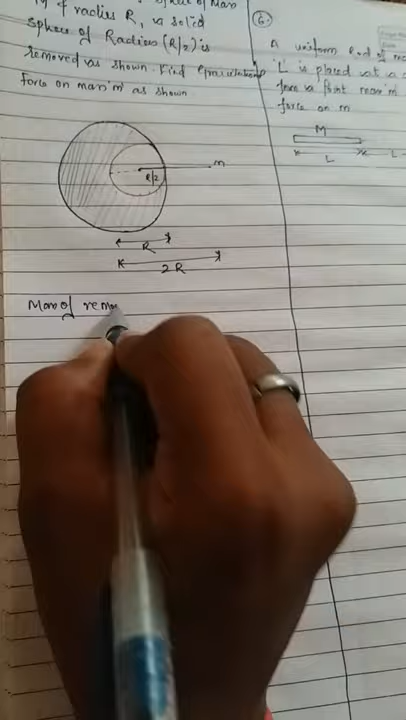 of radius R, a solid
sphere of Radius (R/2) is
removed as shown. Find Gravitational
Force on mass 'm' as shown
m
R/2
R
2R
Mass of rem
6.
A uniform Rod of
'L' is placed at a
from a point mass 'm'
force on m
M
L
L